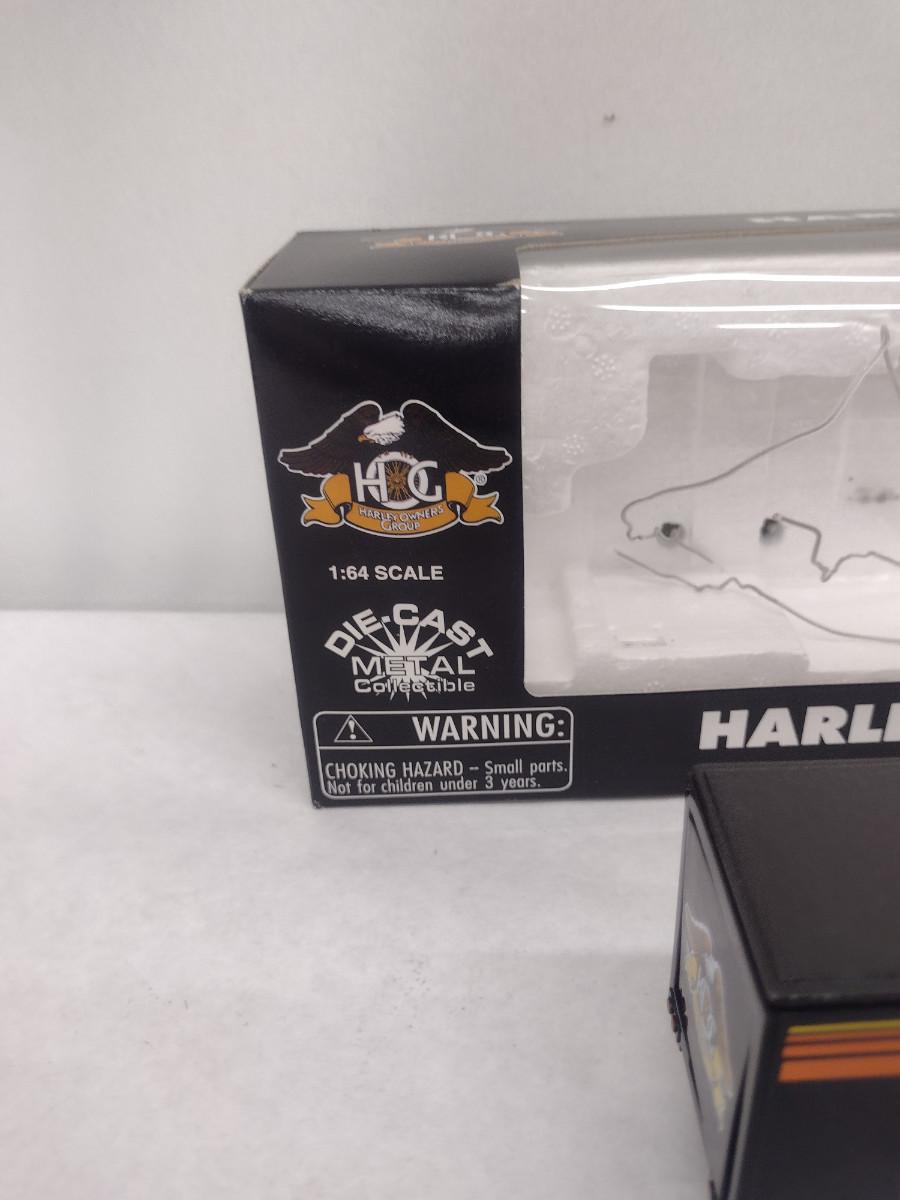 HOG
HARLEY OWNERS
GROUP
®
1:64 SCALE
DIE-CAST
METAL
Collectible
WARNING:
CHOKING HAZARD – Small parts.
Not for children under 3 years.
HARL